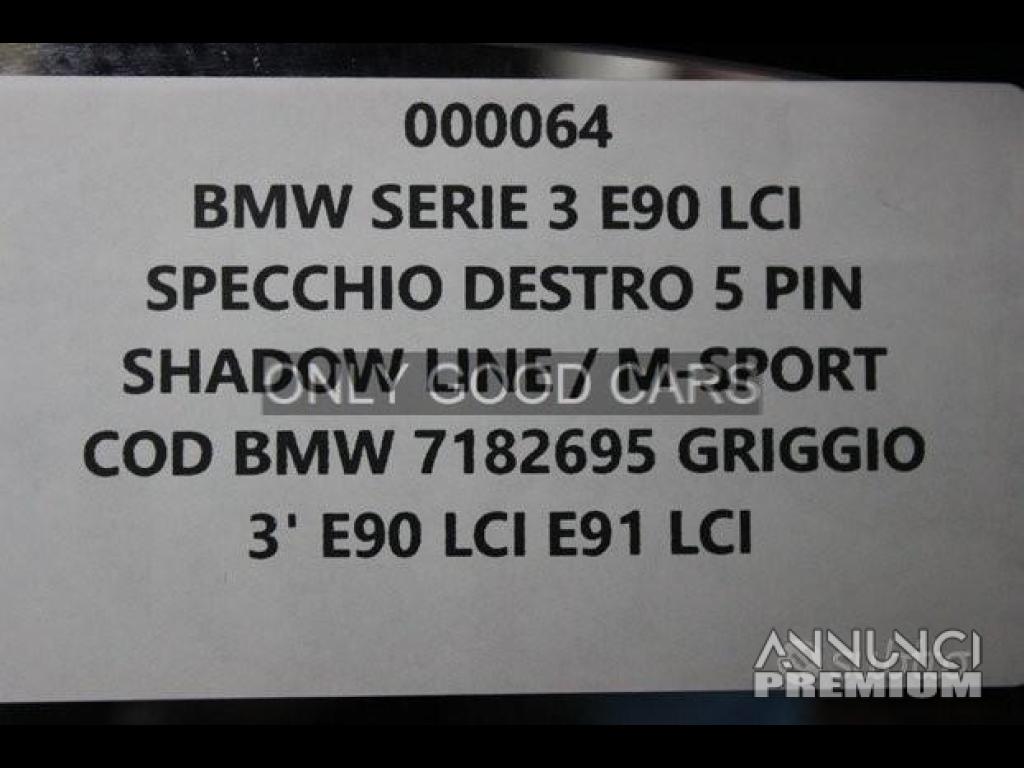 000064
BMW SERIE 3 E90 LCI
SPECCHIO DESTRO 5 PIN
SHADOW LINE / M-SPORT
ONLY GOOD CARS
COD BMW 7182695 GRIGGIO
3' E90 LCI E91 LCI
ANNUNCI
PREMIUM